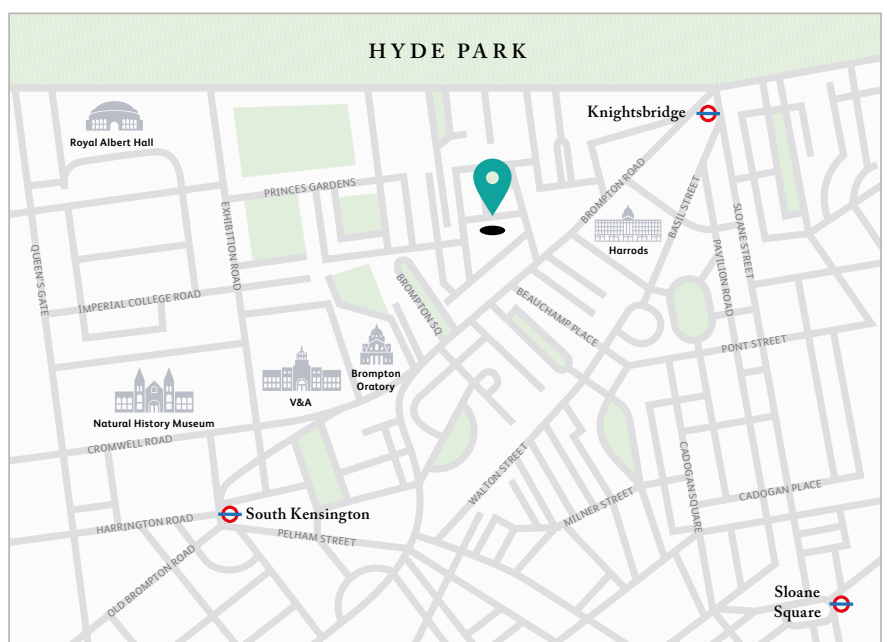 HYDE PARK
Knightsbridge
Royal Albert Hall
PRINCES GARDENS
BROMPTON ROAD
BASIL STREET
SLOANE STREET
EXHIBITION ROAD
Harrods
QUEEN'S GATE
PAVILION ROAD
IMPERIAL COLLEGE ROAD
BROMPTON SQ
BEAUCHAMP PLACE
PONT STREET
Brompton
Oratory
V&A
Natural History Museum
CROMWELL ROAD
WALTON STREET
CADOGAN SQUARE
CADOGAN PLACE
MILNER STREET
South Kensington
HARRINGTON ROAD
PELHAM STREET
OLD BROMPTON ROAD
Sloane
Square